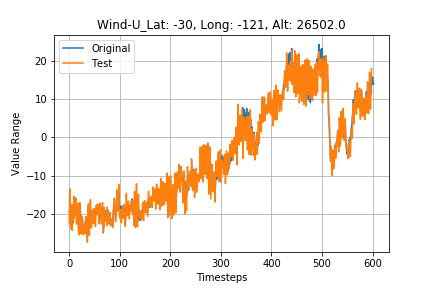 Wind-U_Lat: -30, Long: -121, Alt: 26502.0
Original
Test
Value Range
20
10
0
−10
−20
0 100 200 300 400 500 600
Timesteps